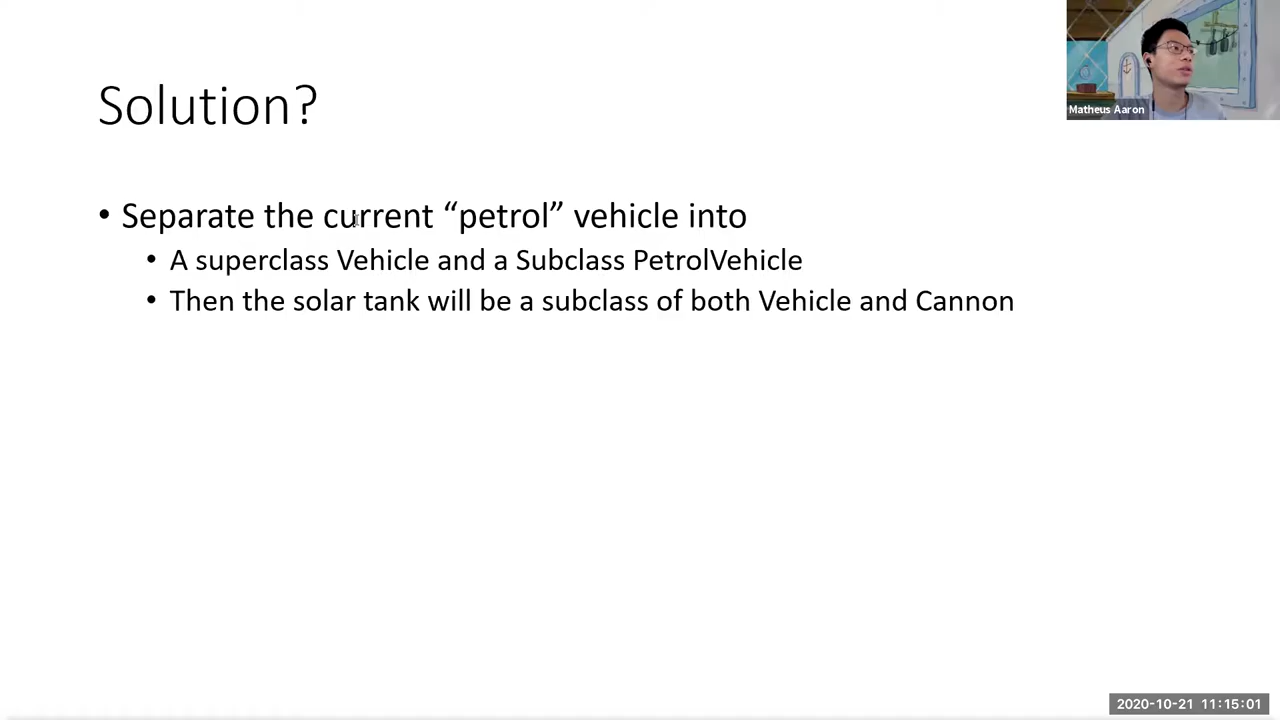 Solution?
Matheus Aaron
• Separate the current “petrol” vehicle into
• A superclass Vehicle and a Subclass PetrolVehicle
• Then the solar tank will be a subclass of both Vehicle and Cannon
2020-10-21 11:15:01